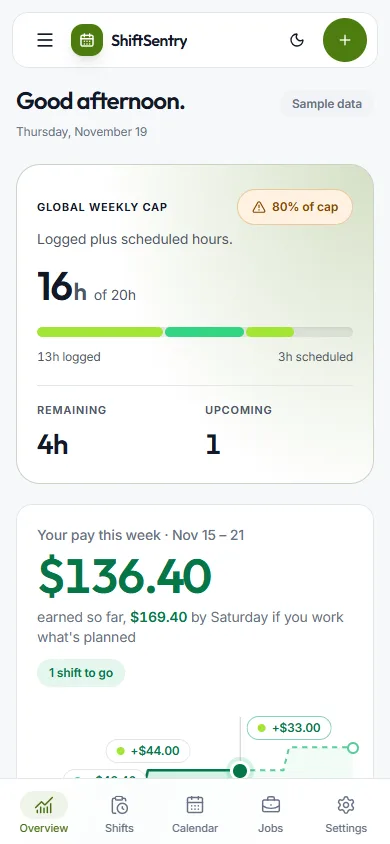 ShiftSentry
Good afternoon.
Sample data
Thursday, November 19
GLOBAL WEEKLY CAP
80% of cap
Logged plus scheduled hours.
16h of 20h
13h logged
3h scheduled
REMAINING
UPCOMING
4h
1
Your pay this week · Nov 15 – 21
$136.40
earned so far, $169.40 by Saturday if you work
what's planned
1 shift to go
+$33.00
+$44.00
Overview
Shifts
Calendar
Jobs
Settings